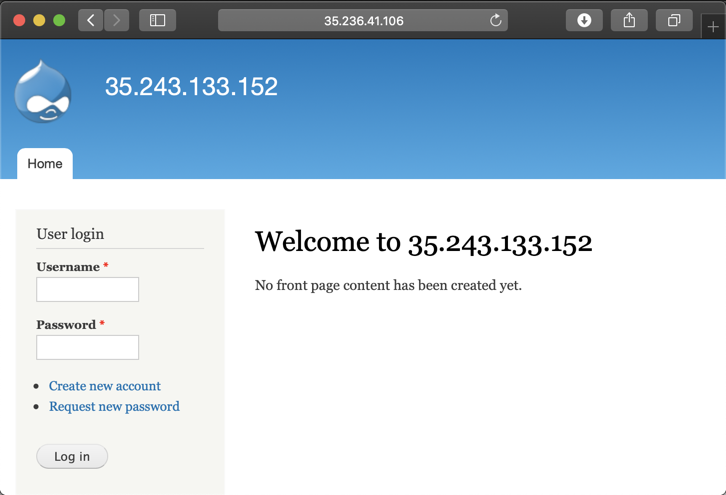 35.236.41.106
35.243.133.152
Home
User login
Username *
Password *
Create new account
Request new password
Log in
Welcome to 35.243.133.152
No front page content has been created yet.